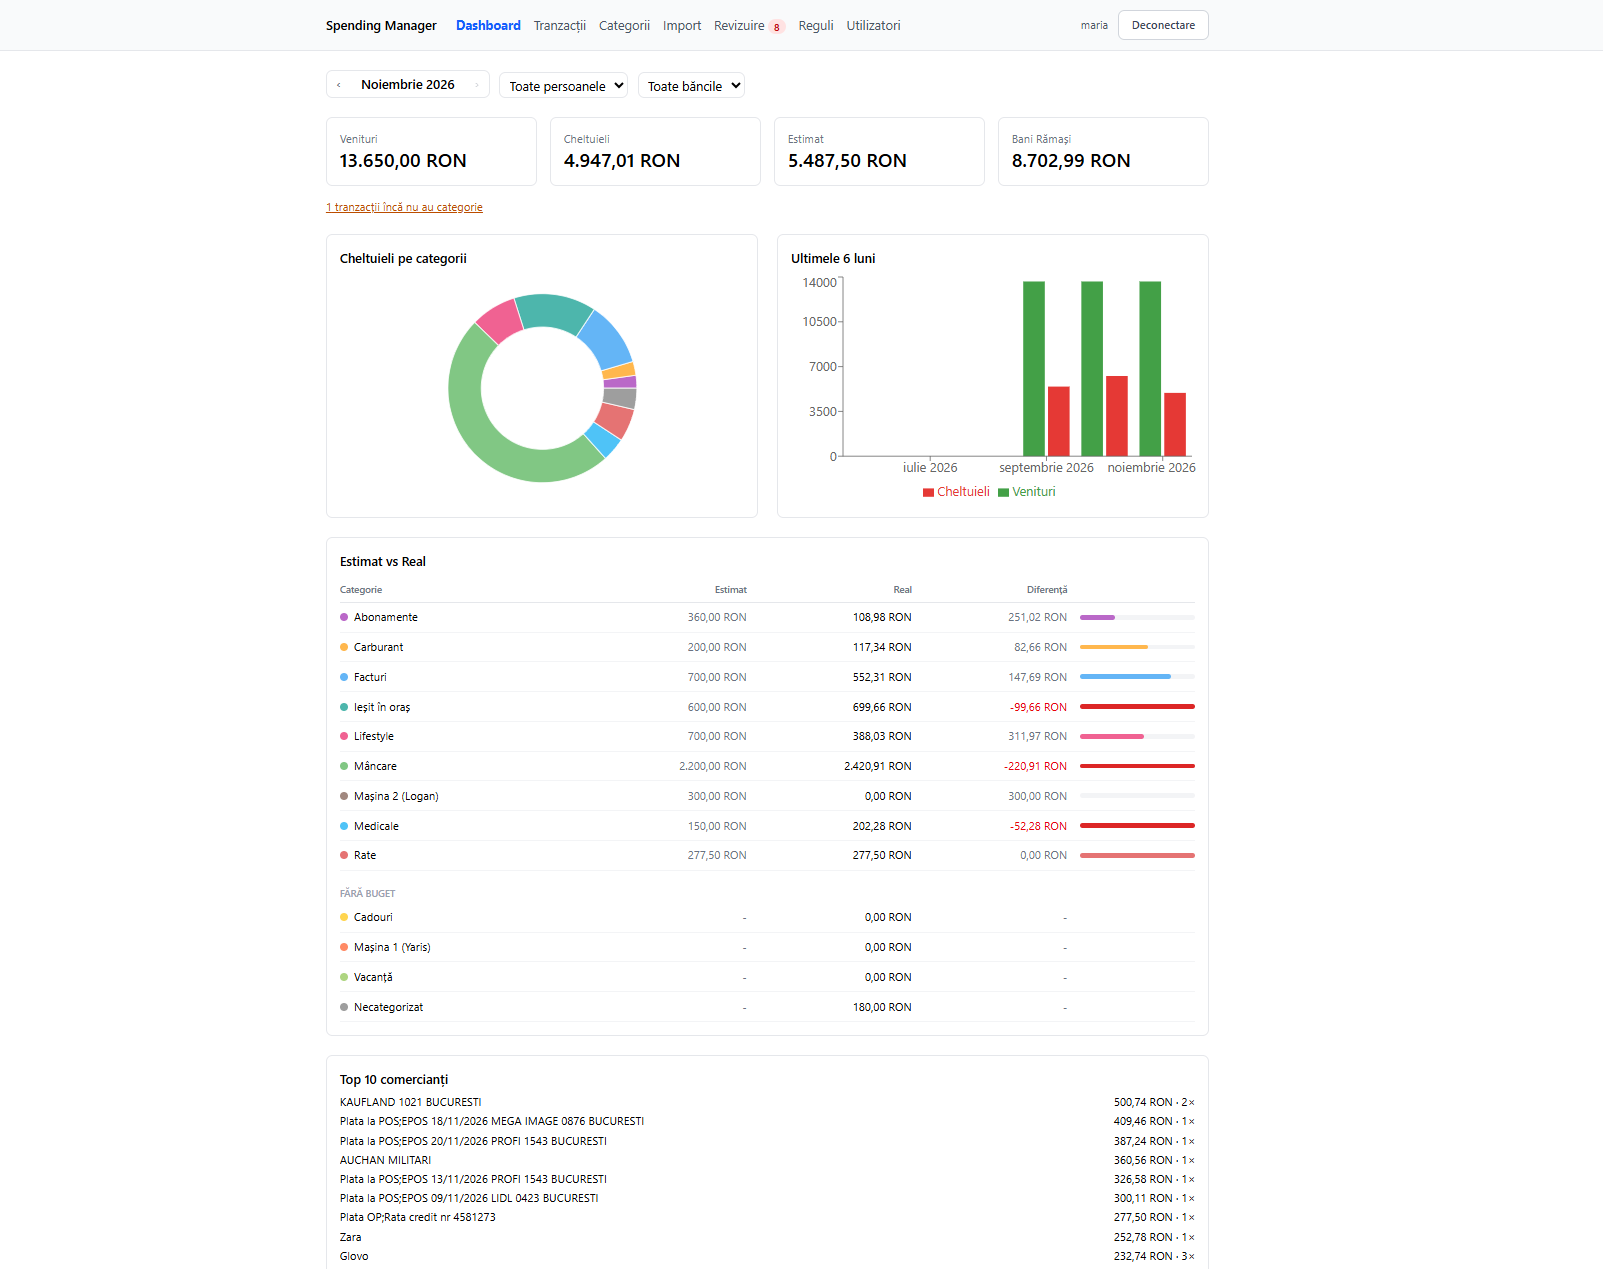 Spending Manager Dashboard Tranzacții Categorii Import Revizuire 8 Reguli Utilizatori maria Deconectare
‹ Noiembrie 2026 › Toate persoanele Toate băncile
Venituri Cheltuieli Estimat Bani Rămași
13.650,00 RON 4.947,01 RON 5.487,50 RON 8.702,99 RON
1 tranzacții încă nu au categorie
Cheltuieli pe categorii
Ultimele 6 luni
14000
10500
7000
3500
0
iulie 2026 septembrie 2026 noiembrie 2026
Cheltuieli Venituri
Estimat vs Real
Categorie Estimat Real Diferență
Abonamente 360,00 RON 108,98 RON 251,02 RON
Carburant 200,00 RON 117,34 RON 82,66 RON
Facturi 700,00 RON 552,31 RON 147,69 RON
Ieșit în oraș 600,00 RON 699,66 RON -99,66 RON
Lifestyle 700,00 RON 388,03 RON 311,97 RON
Mâncare 2.200,00 RON 2.420,91 RON -220,91 RON
Mașina 2 (Logan) 300,00 RON 0,00 RON 300,00 RON
Medicale 150,00 RON 202,28 RON -52,28 RON
Rate 277,50 RON 277,50 RON 0,00 RON
FĂRĂ BUGET
Cadouri - 0,00 RON -
Mașina 1 (Yaris) - 0,00 RON -
Vacanță - 0,00 RON -
Necategorizat - 180,00 RON -
Top 10 comercianți
KAUFLAND 1021 BUCURESTI 500,74 RON · 2×
Plata la POS;EPOS 18/11/2026 MEGA IMAGE 0876 BUCURESTI 409,46 RON · 1×
Plata la POS;EPOS 20/11/2026 PROFI 1543 BUCURESTI 387,24 RON · 1×
AUCHAN MILITARI 360,56 RON · 1×
Plata la POS;EPOS 13/11/2026 PROFI 1543 BUCURESTI 326,58 RON · 1×
Plata la POS;EPOS 09/11/2026 LIDL 0423 BUCURESTI 300,11 RON · 1×
Plata OP;Rata credit nr 4581273 277,50 RON · 1×
Zara 252,78 RON · 1×
Glovo 232,74 RON · 3×